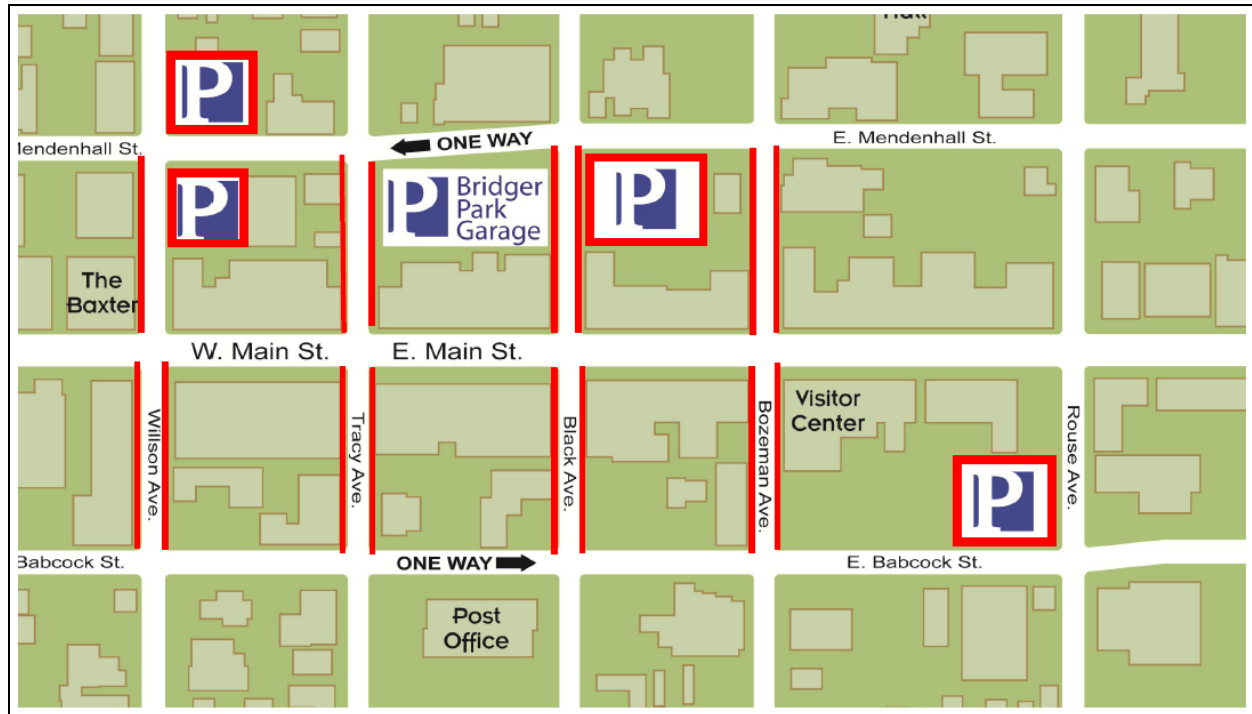 Hall
P
Mendenhall St.
ONE WAY
E. Mendenhall St.
P
P Bridger
Park
Garage
P
The
Baxter
W. Main St.
E. Main St.
Willson Ave.
Tracy Ave.
Black Ave.
Bozeman Ave.
Visitor
Center
Rouse Ave.
P
Babcock St.
ONE WAY
E. Babcock St.
Post
Office